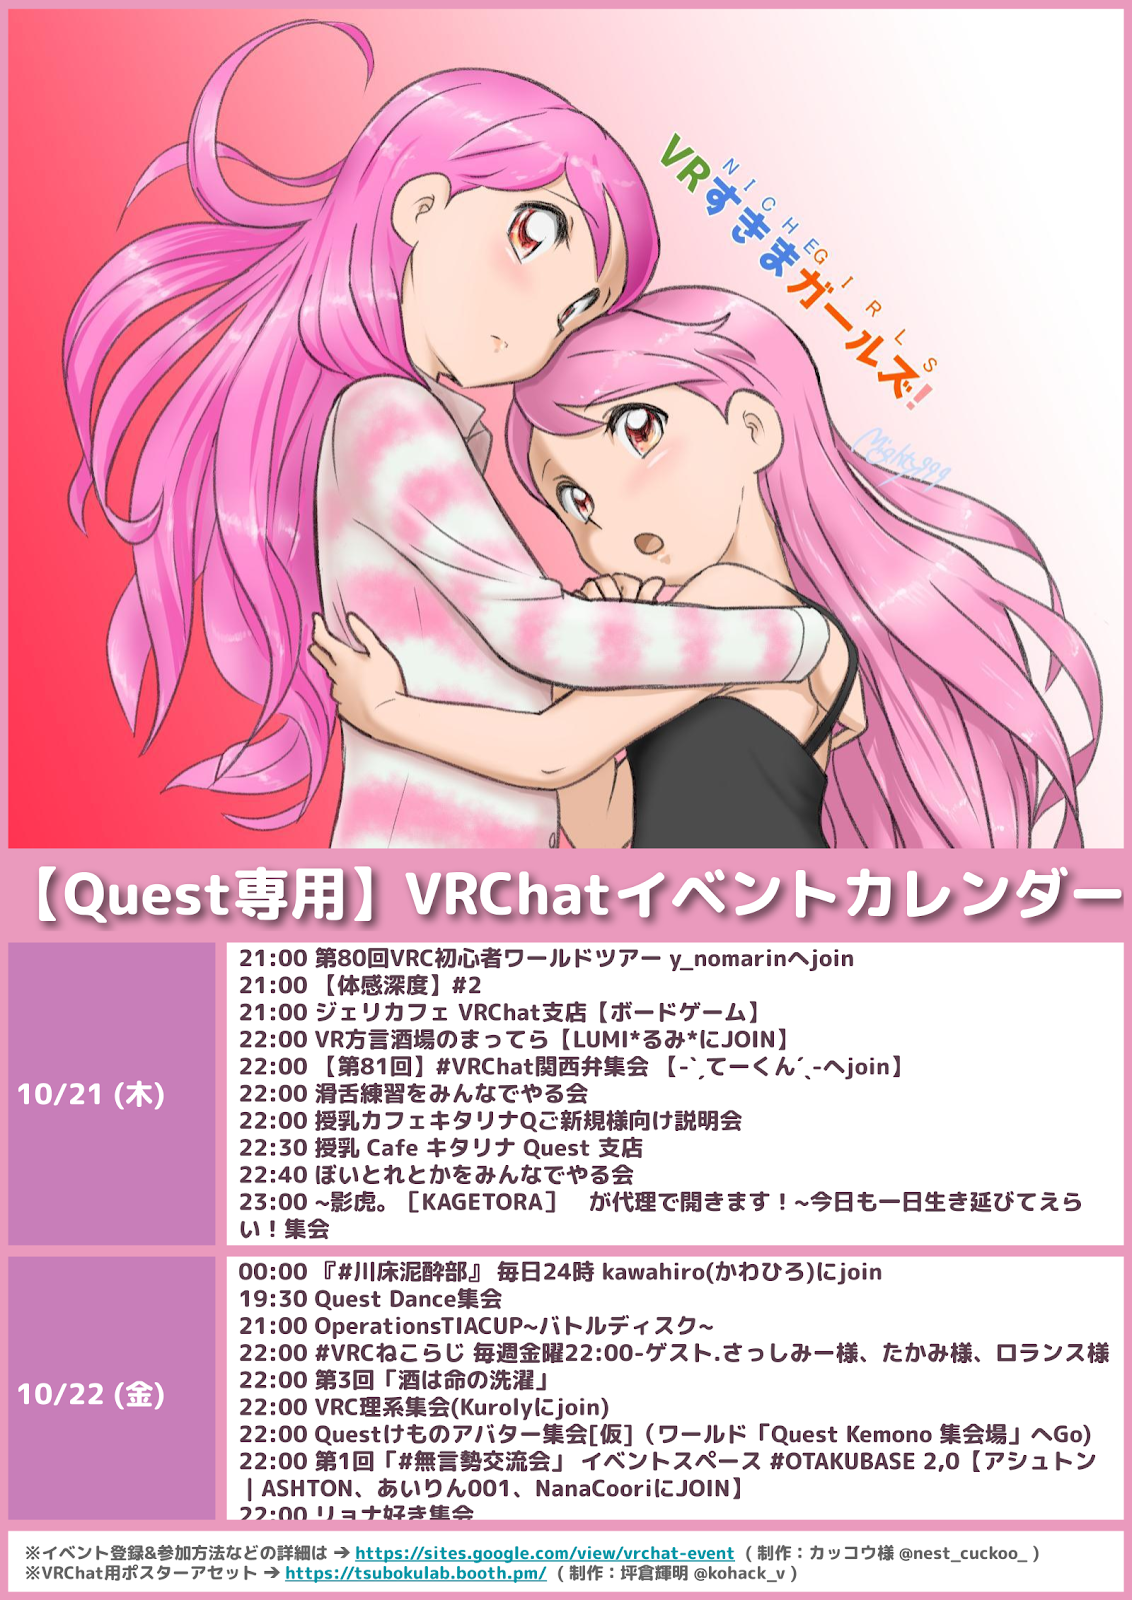 NICHE GIRLS
VRすきまガールズ!
Mighty999
【Quest専用】VRChatイベントカレンダー
10/21 (木)
21:00 第80回VRC初心者ワールドツアー y_nomarinへjoin
21:00 【体感深度】#2
21:00 ジェリカフェ VRChat支店【ボードゲーム】
22:00 VR方言酒場のまってら【LUMI*るみ*にJOIN】
22:00 【第81回】#VRChat関西弁集会 【-`ˏてーくん´ˎ-へjoin】
22:00 滑舌練習をみんなでやる会
22:00 授乳カフェキタリナQご新規様向け説明会
22:30 授乳 Cafe キタリナ Quest 支店
22:40 ぼいとれとかをみんなでやる会
23:00 ~影虎。［KAGETORA］　が代理で開きます！~今日も一日生き延びてえら
い！集会
10/22 (金)
00:00 『#川床泥酔部』 毎日24時 kawahiro(かわひろ)にjoin
19:30 Quest Dance集会
21:00 OperationsTIACUP~バトルディスク~
22:00 #VRCねこらじ 毎週金曜22:00-ゲスト.さっしみー様、たかみ様、ロランス様
22:00 第3回「酒は命の洗濯」
22:00 VRC理系集会(Kurolyにjoin)
22:00 Questけものアバター集会[仮]（ワールド「Quest Kemono 集会場」へGo)
22:00 第1回「#無言勢交流会」 イベントスペース #OTAKUBASE 2,0【アシュトン
| ASHTON、あいりん001、NanaCooriにJOIN】
22:00 リョナ好き集会
※イベント登録&参加方法などの詳細は ➔ https://sites.google.com/view/vrchat-event ( 制作：カッコウ様 @nest_cuckoo_ )
※VRChat用ポスターアセット ➔ https://tsubokulab.booth.pm/ ( 制作：坪倉輝明 @kohack_v )